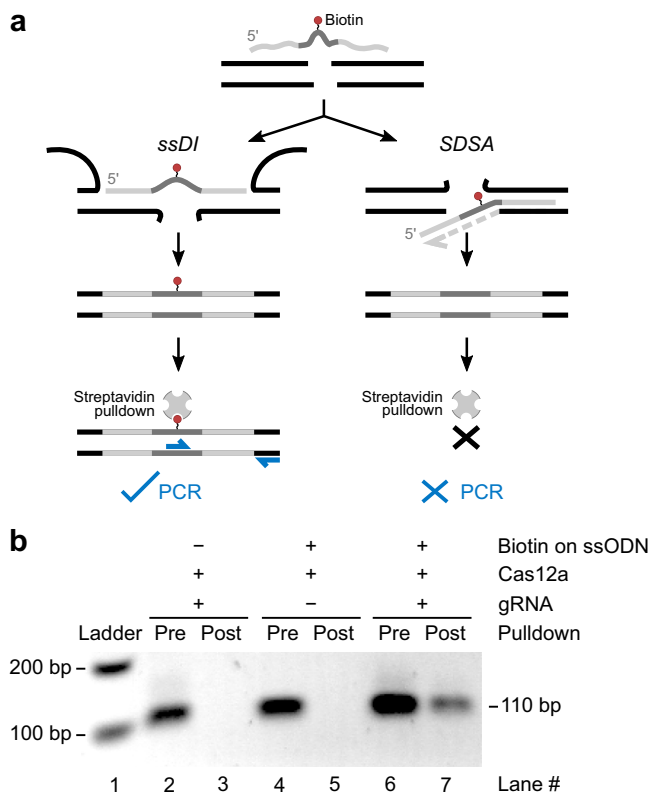 a
Biotin
5'
ssDI
SDSA
5'
5'
Streptavidin
pulldown
Streptavidin
pulldown
PCR
PCR
b
– + + Biotin on ssODN
+ + + Cas12a
+ – + gRNA
Ladder Pre Post Pre Post Pre Post Pulldown
200 bp –
– 110 bp
100 bp –
1 2 3 4 5 6 7 Lane #